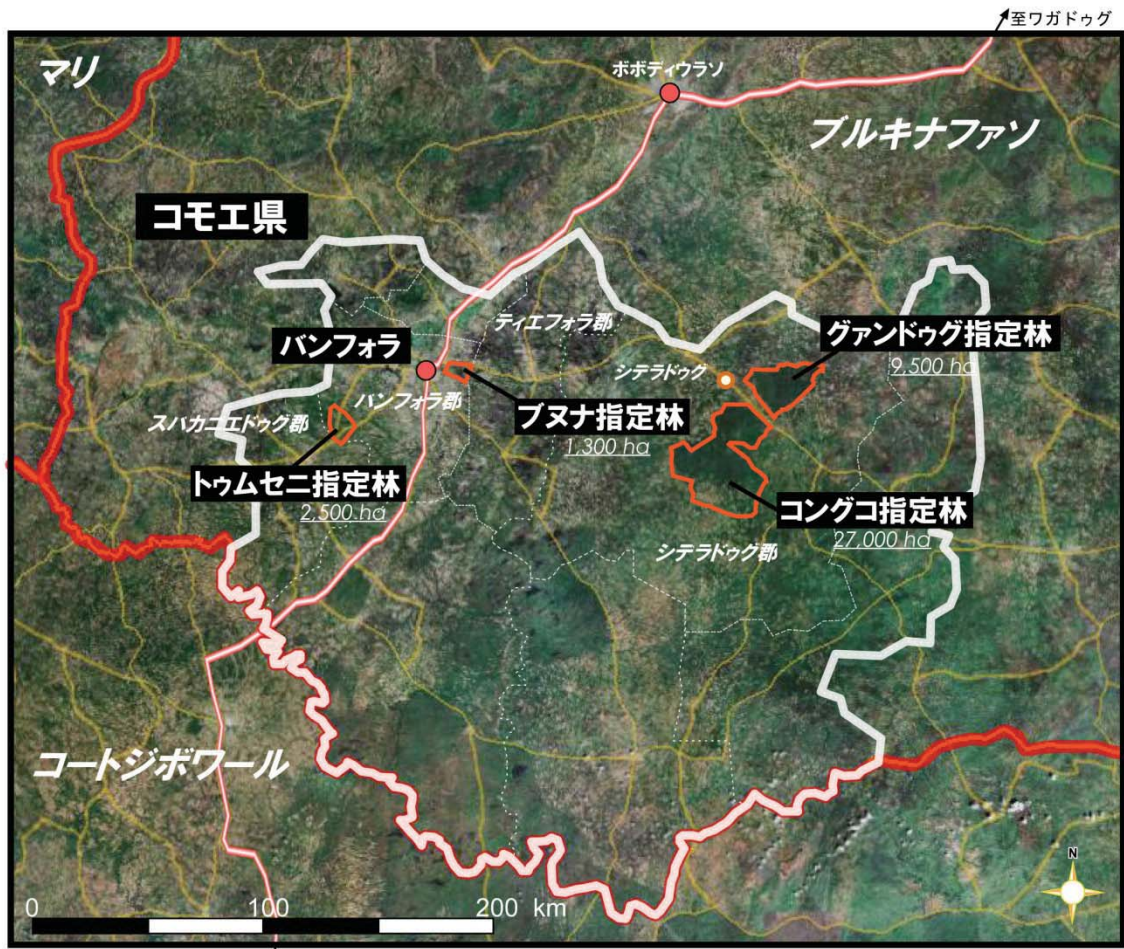 至ワガドゥグ
マリ
ボボディウラソ
ブルキナファソ
コモエ県
ティエフォラ郡
バンフォラ
グァンドゥグ指定林
9,500 ha
シテラドゥグ
バンフォラ郡
スバカニエドゥグ郡
ブヌナ指定林
1,300 ha
トゥムセニ指定林
2,500 ha
コングコ指定林
27,000 ha
シテラドゥグ郡
コートジボワール
N
0 100 200 km